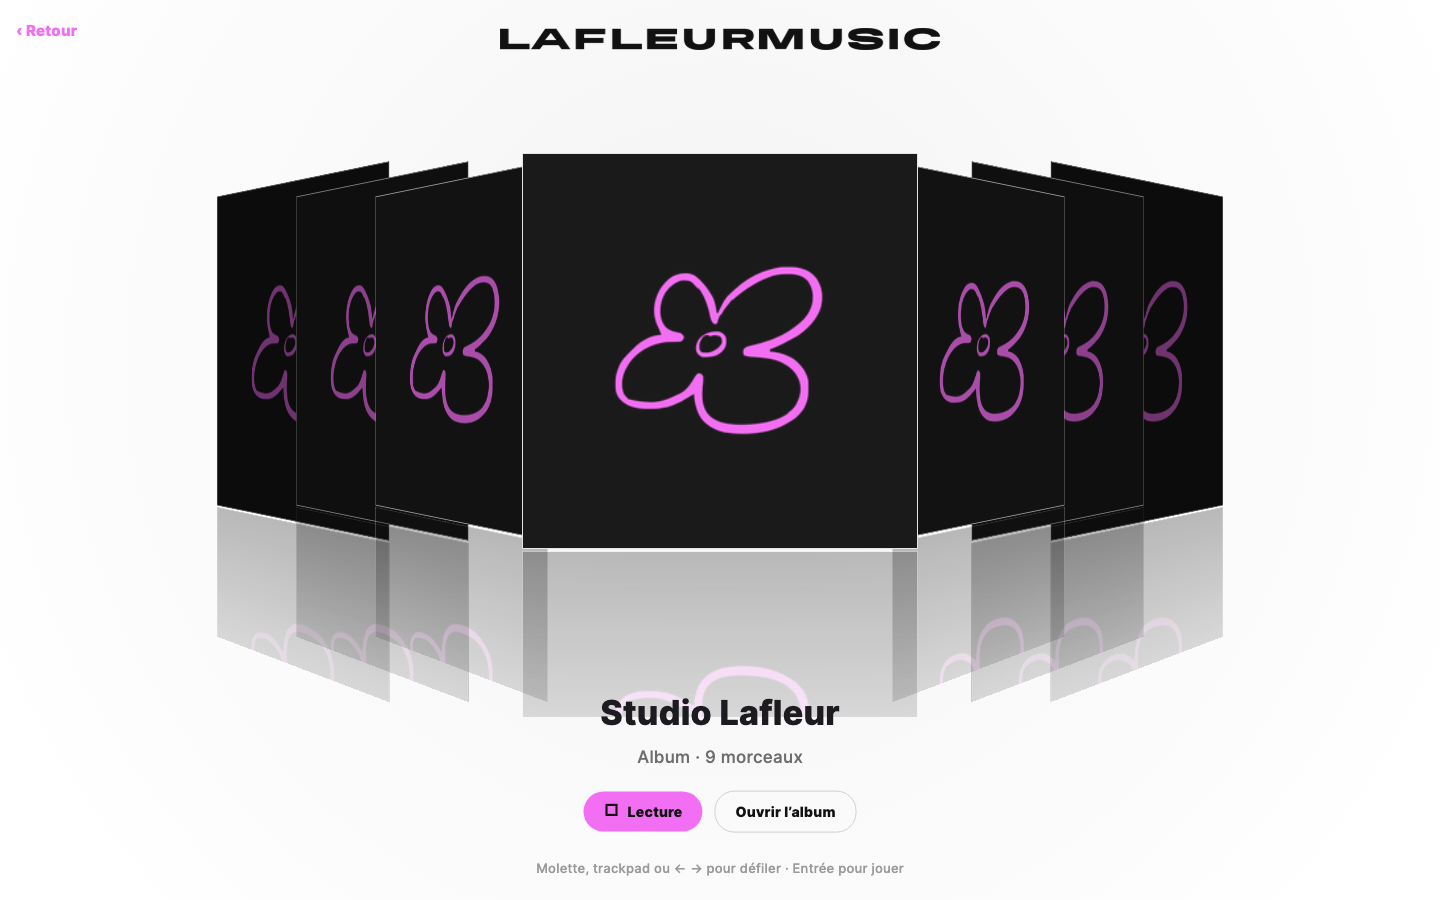 ‹ Retour
LAFLEURMUSIC
Studio Lafleur
Album · 9 morceaux
Lecture
Ouvrir l’album
Molette, trackpad ou ← → pour défiler · Entrée pour jouer